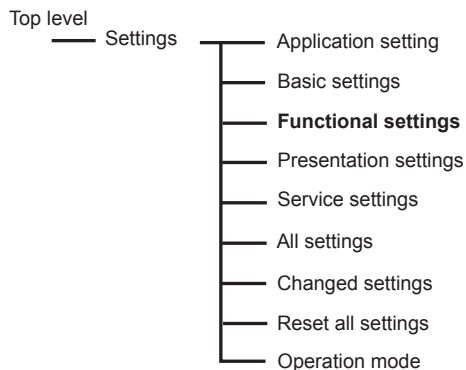 Top level
Settings
Application setting
Basic settings
Functional settings
Presentation settings
Service settings
All settings
Changed settings
Reset all settings
Operation mode